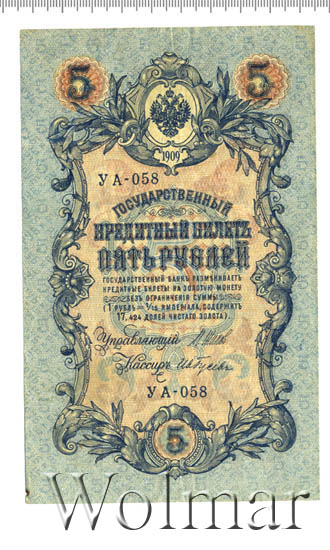 5 5
1909
УА-058
ГОСУДАРСТВЕННЫЙ
КРЕДИТНЫЙ БИЛЕТЪ
ПЯТЬ РУБЛЕЙ
ГОСУДАРСТВЕННЫЙ БАНКЪ РАЗМѢНИВАЕТЪ
КРЕДИТНЫЕ БИЛЕТЫ НА ЗОЛОТУЮ МОНЕТУ
БЕЗЪ ОГРАНИЧЕНІЯ СУММЫ
(1 РУБЛЬ = 1/15 ИМПЕРІАЛА, СОДЕРЖИТЪ
17,424 ДОЛЕЙ ЧИСТАГО ЗОЛОТА).
Управляющій
Кассиръ
УА-058
5
Wolmar